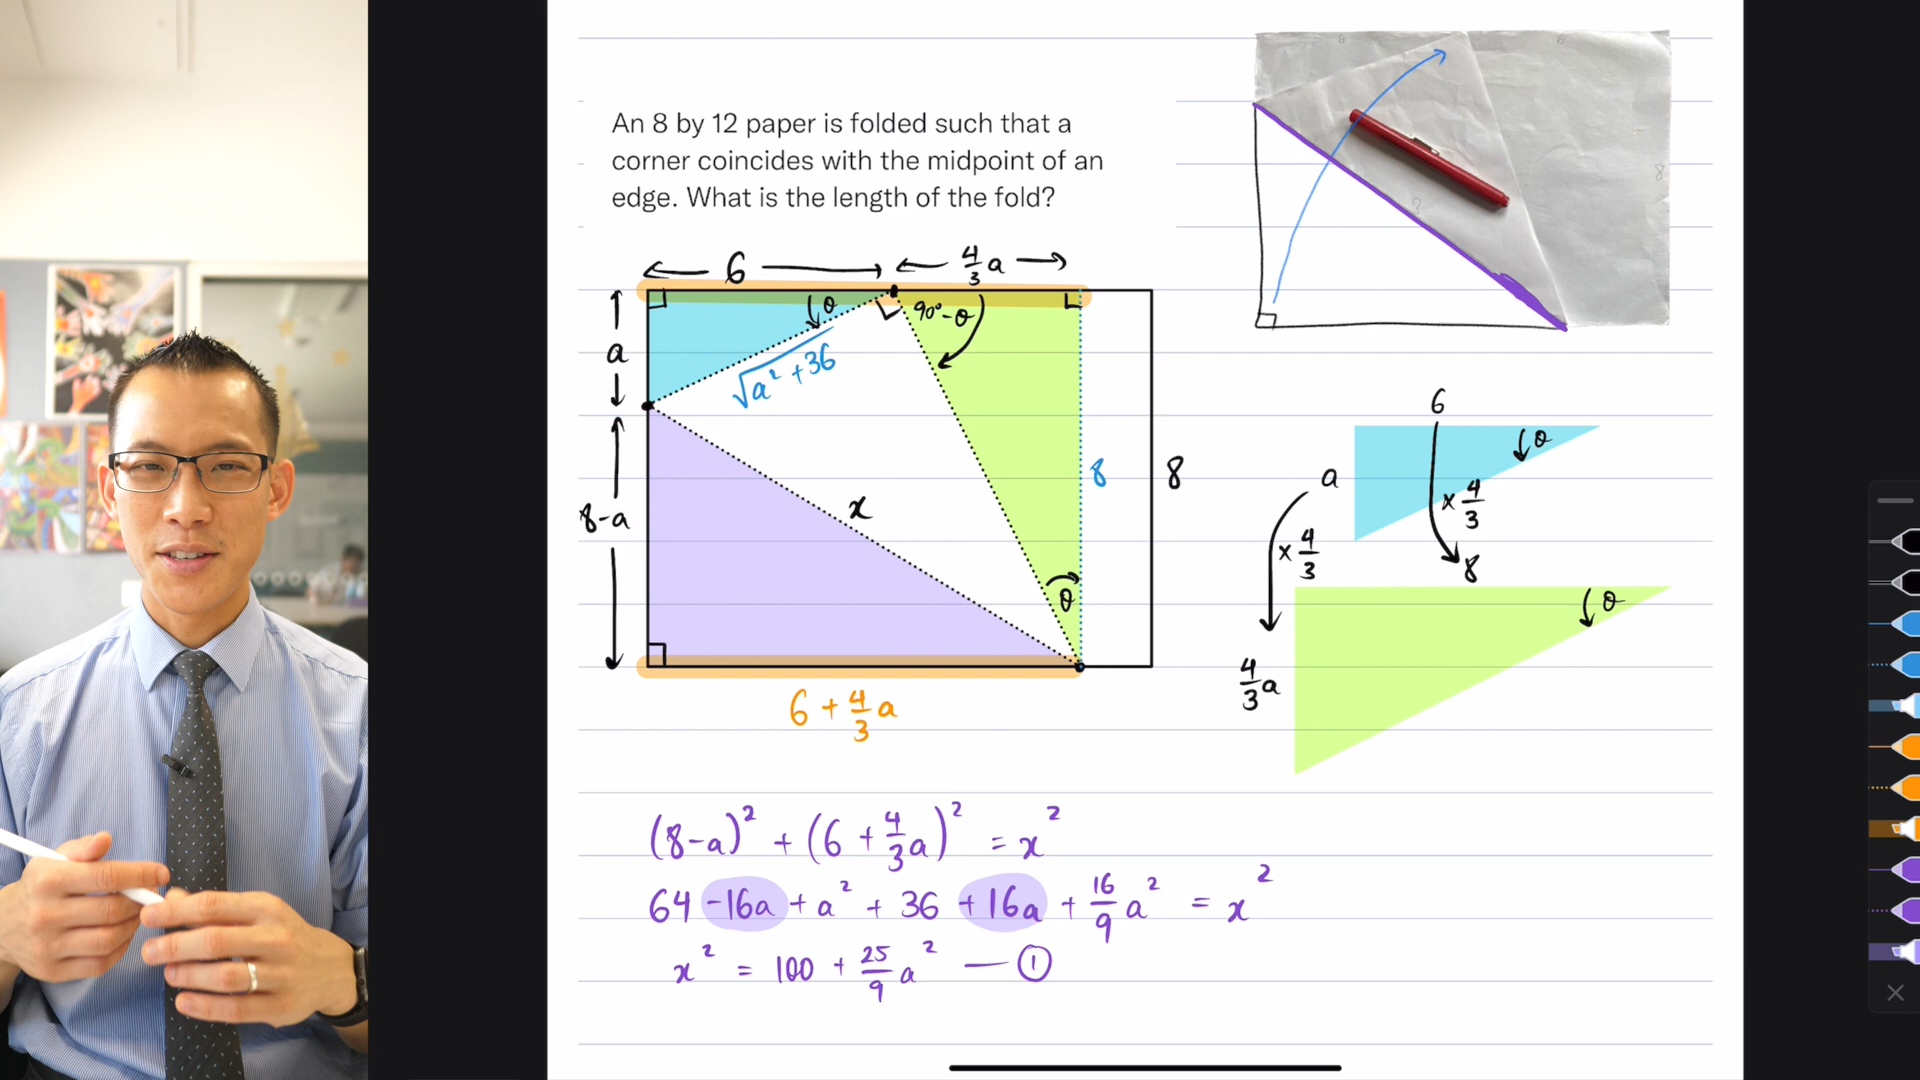 An 8 by 12 paper is folded such that a
corner coincides with the midpoint of an
edge. What is the length of the fold?
6
4/3 a
a
θ
90°-θ
√a² + 36
8-a
x
8
8
θ
6 + 4/3 a
8
?
6
θ
a
× 4/3
× 4/3
8
θ
4/3 a
(8-a)² + (6 + 4/3 a)² = x²
64 -16a + a² + 36 +16a + 16/9 a² = x²
x² = 100 + 25/9 a² — ①